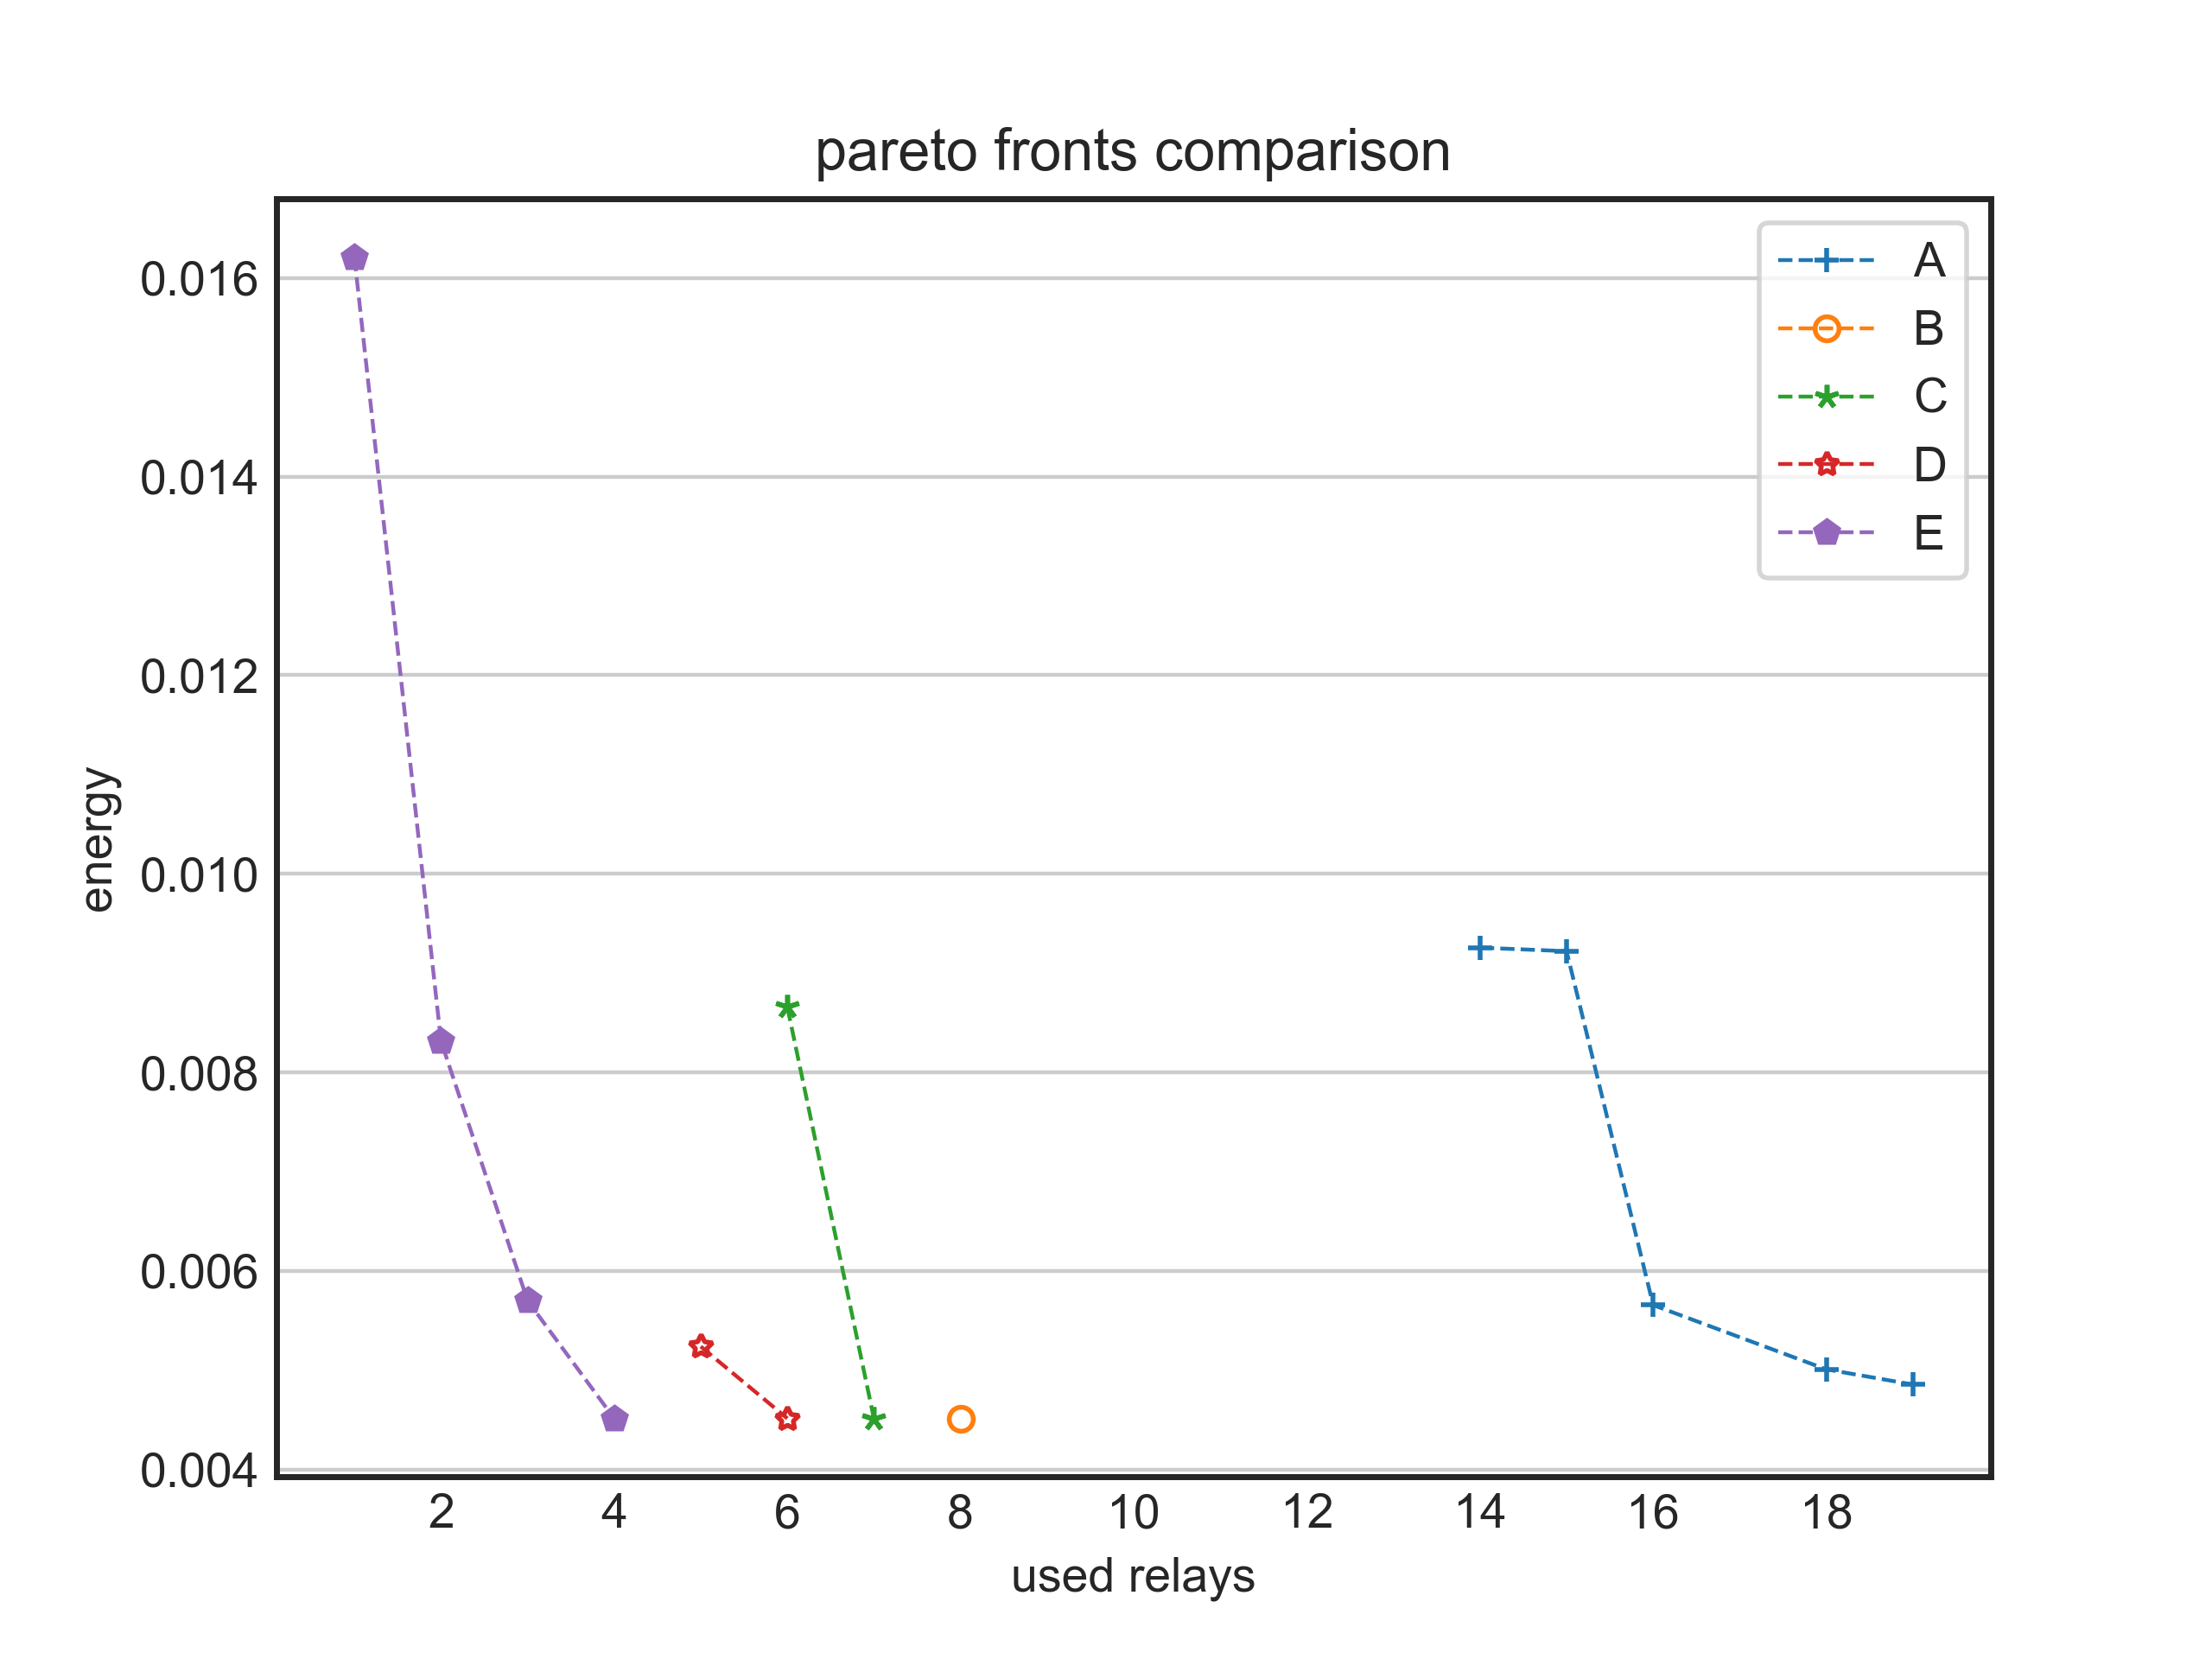 pareto fronts comparison
A
B
C
D
E
0.016
0.014
0.012
0.010
0.008
0.006
0.004
energy
2 4 6 8 10 12 14 16 18
used relays